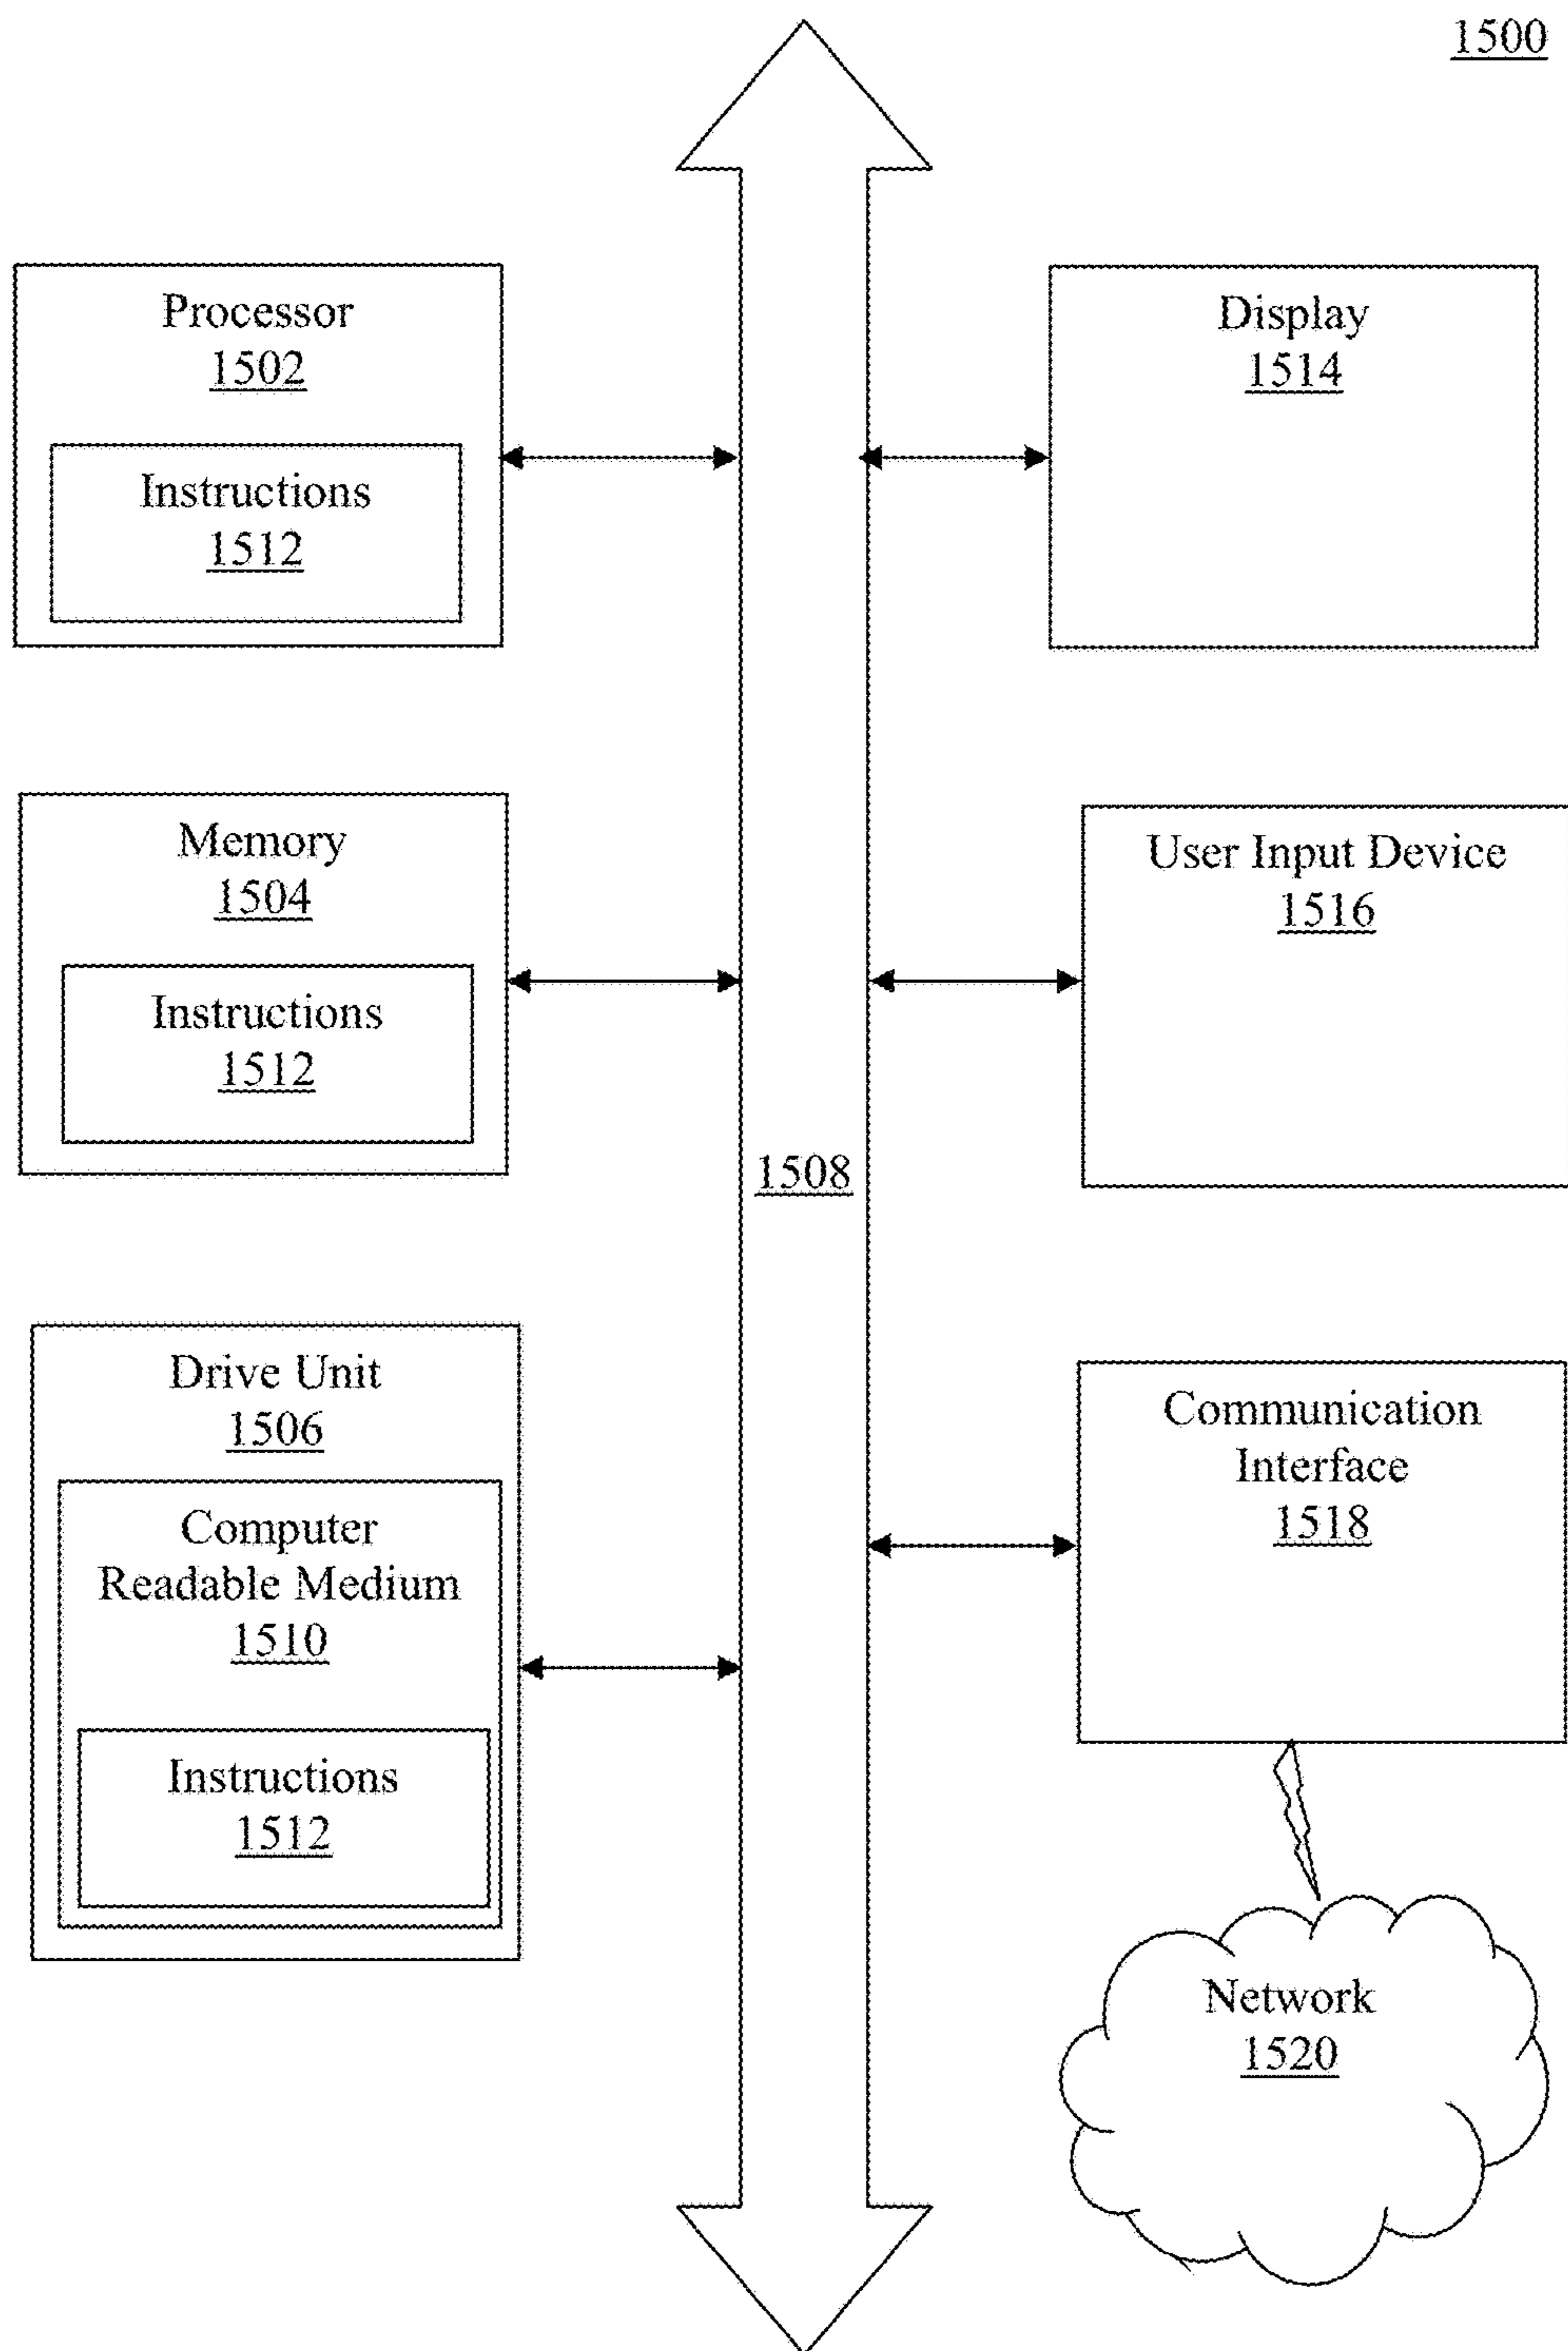 1500
Processor
1502
Instructions
1512
Display
1514
Memory
1504
Instructions
1512
User Input Device
1516
1508
Drive Unit
1506
Computer
Readable Medium
1510
Instructions
1512
Communication
Interface
1518
Network
1520